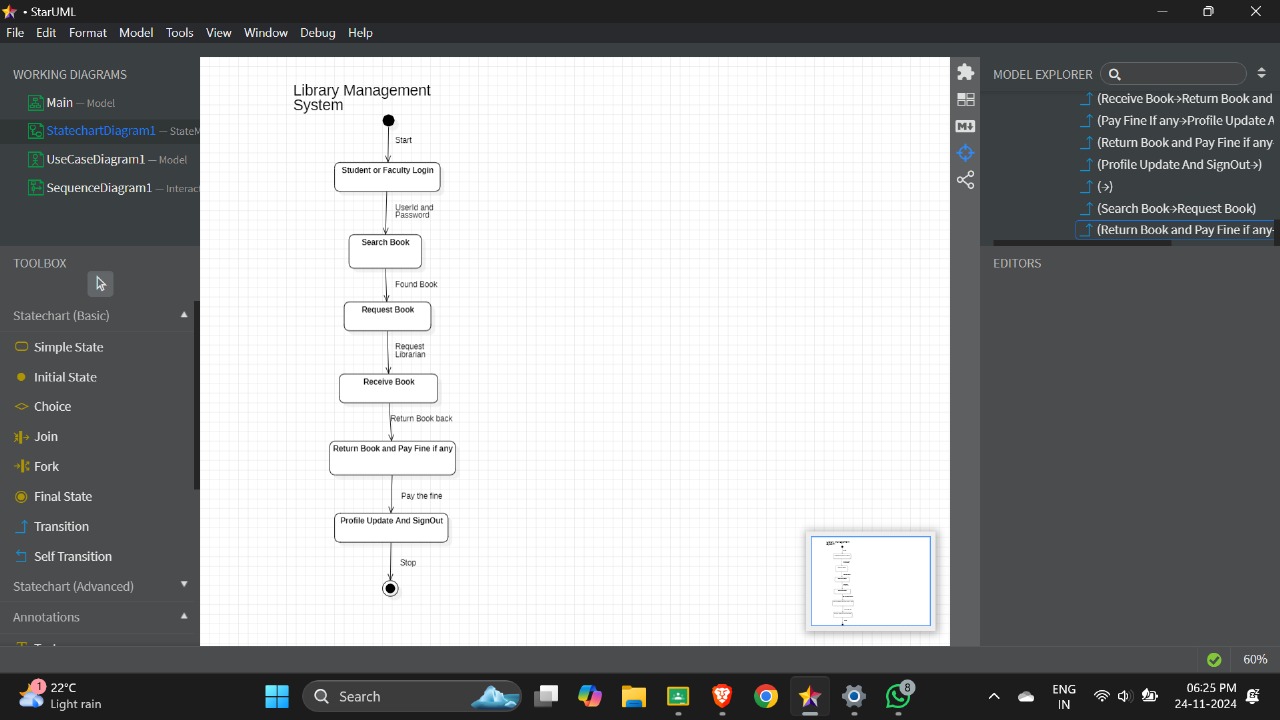 • StarUML
File Edit Format Model Tools View Window Debug Help
WORKING DIAGRAMS
Main — Model
StatechartDiagram1 — StateM
UseCaseDiagram1 — Model
SequenceDiagram1 — Interac
TOOLBOX
Statechart (Basic)
Simple State
Initial State
Choice
Join
Fork
Final State
Transition
Self Transition
Statechart (Advanced)
Annotations
Library Management
System
Start
Student or Faculty Login
UserId and
Password
Search Book
Found Book
Request Book
Request
Librarian
Receive Book
Return Book back
Return Book and Pay Fine if any
Pay the fine
Profile Update And SignOut
Stop
MODEL EXPLORER
(Receive Book→Return Book and
(Pay Fine If any→Profile Update A
(Return Book and Pay Fine if any
(Profile Update And SignOut→)
(→)
(Search Book→Request Book)
(Return Book and Pay Fine if any
EDITORS
M↓
60%
1
22°C
Light rain
Search
8
ENG
IN
06:25 PM
24-11-2024